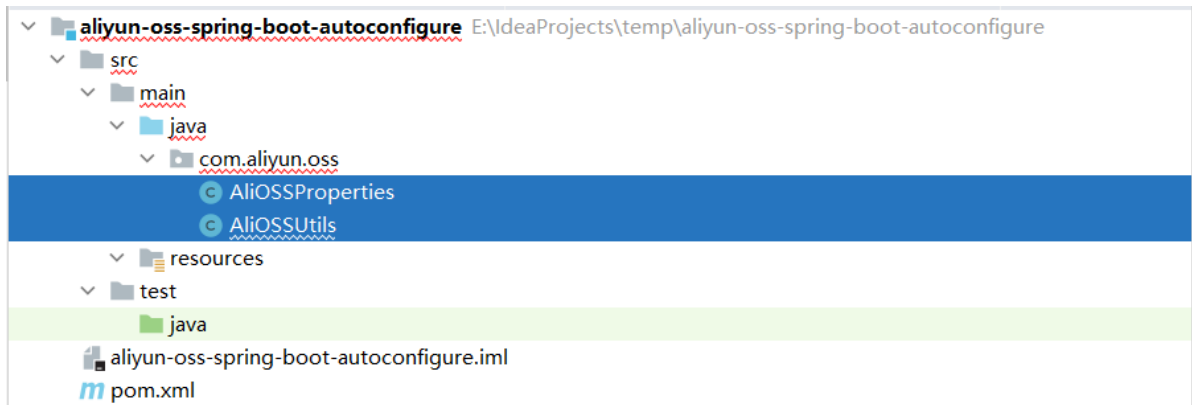 aliyun-oss-spring-boot-autoconfigure E:\IdeaProjects\temp\aliyun-oss-spring-boot-autoconfigure
src
main
java
com.aliyun.oss
C AliOSSProperties
C AliOSSUtils
resources
test
java
aliyun-oss-spring-boot-autoconfigure.iml
m pom.xml